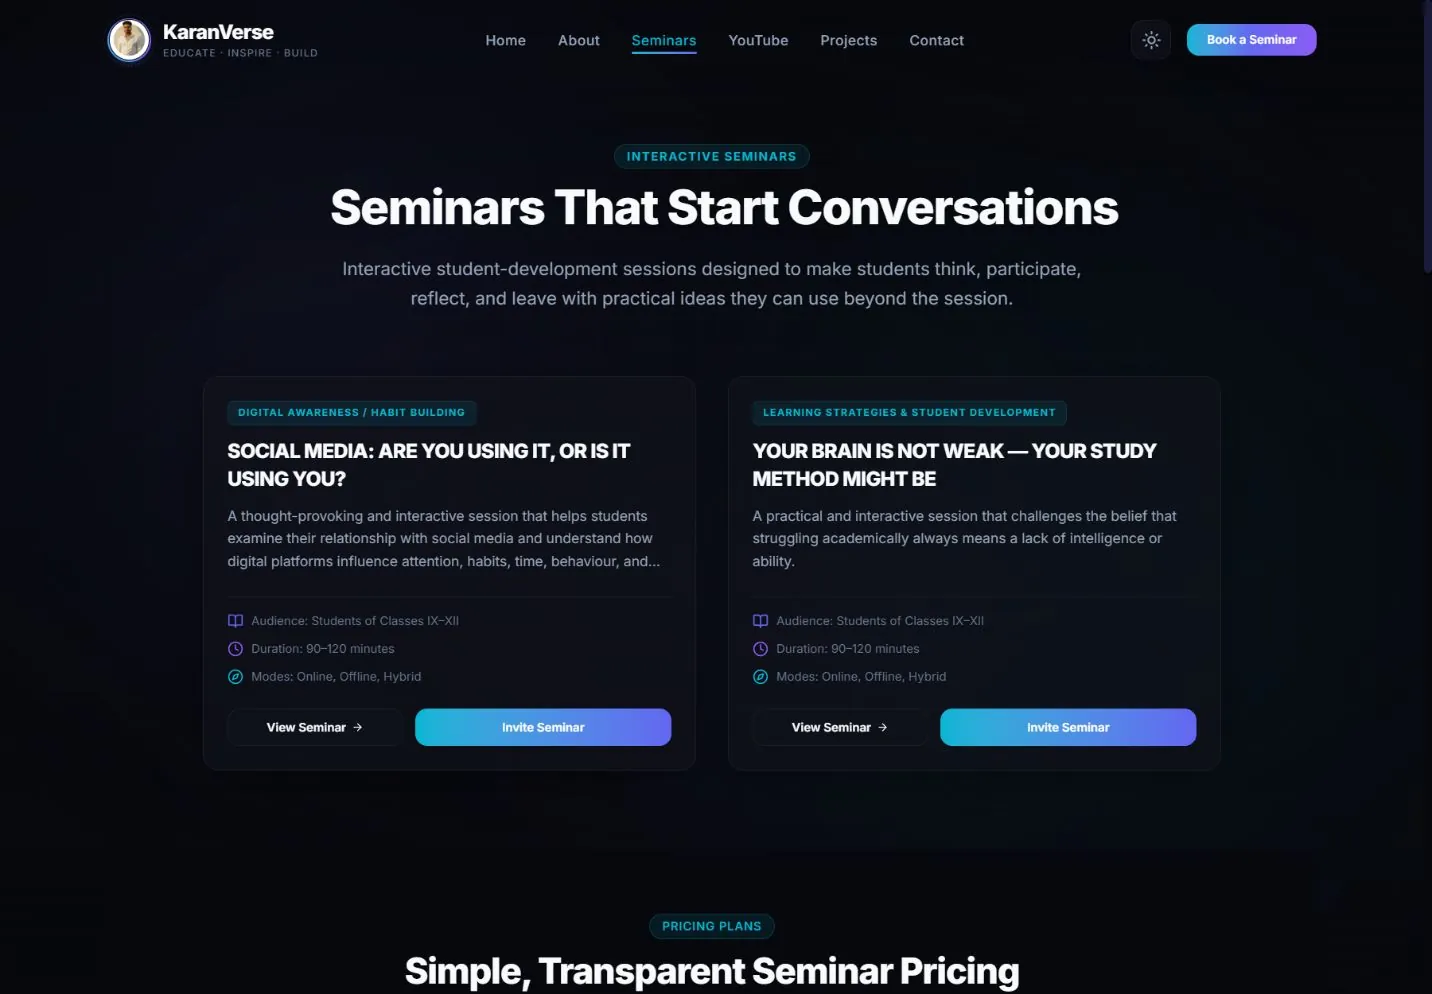 KaranVerse
EDUCATE · INSPIRE · BUILD
Home
About
Seminars
YouTube
Projects
Contact
Book a Seminar
INTERACTIVE SEMINARS
Seminars That Start Conversations
Interactive student-development sessions designed to make students think, participate,
reflect, and leave with practical ideas they can use beyond the session.
DIGITAL AWARENESS / HABIT BUILDING
SOCIAL MEDIA: ARE YOU USING IT, OR IS IT
USING YOU?
A thought-provoking and interactive session that helps students
examine their relationship with social media and understand how
digital platforms influence attention, habits, time, behaviour, and...
Audience: Students of Classes IX–XII
Duration: 90–120 minutes
Modes: Online, Offline, Hybrid
View Seminar →
Invite Seminar
LEARNING STRATEGIES & STUDENT DEVELOPMENT
YOUR BRAIN IS NOT WEAK — YOUR STUDY
METHOD MIGHT BE
A practical and interactive session that challenges the belief that
struggling academically always means a lack of intelligence or
ability.
Audience: Students of Classes IX–XII
Duration: 90–120 minutes
Modes: Online, Offline, Hybrid
View Seminar →
Invite Seminar
PRICING PLANS
Simple, Transparent Seminar Pricing